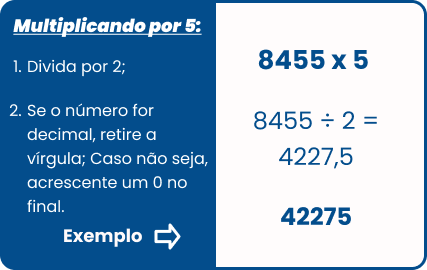 Multiplicando por 5:
1. Divida por 2;
2. Se o número for
decimal, retire a
vírgula; Caso não seja,
acrescente um 0 no
final.
Exemplo
8455 x 5
8455 ÷ 2 =
4227,5
42275